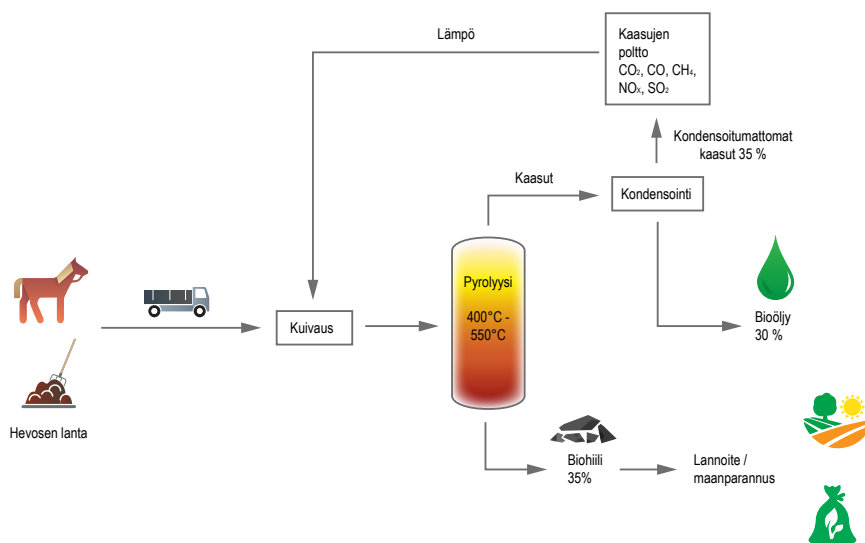 Lämpö
Kaasujen
poltto
CO₂, CO, CH₄,
NOₓ, SO₂
Kondensoitumattomat
kaasut 35 %
Kaasut
Kondensointi
Pyrolyysi
400°C -
550°C
Kuivaus
Bioöljy
30 %
Hevosen lanta
Biohiili
35%
Lannoite /
maanparannus